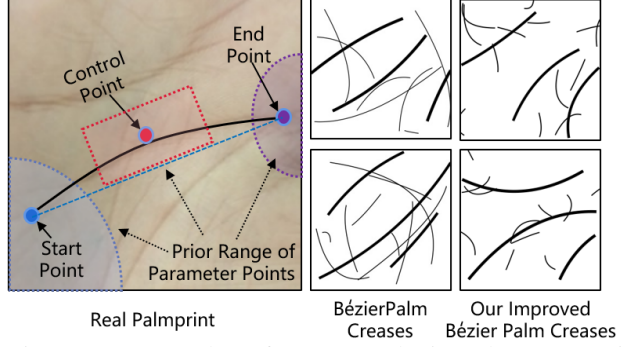 Control
Point
End
Point
Start
Point
Prior Range of
Parameter Points
Real Palmprint
BézierPalm
Creases
Our Improved
Bézier Palm Creases